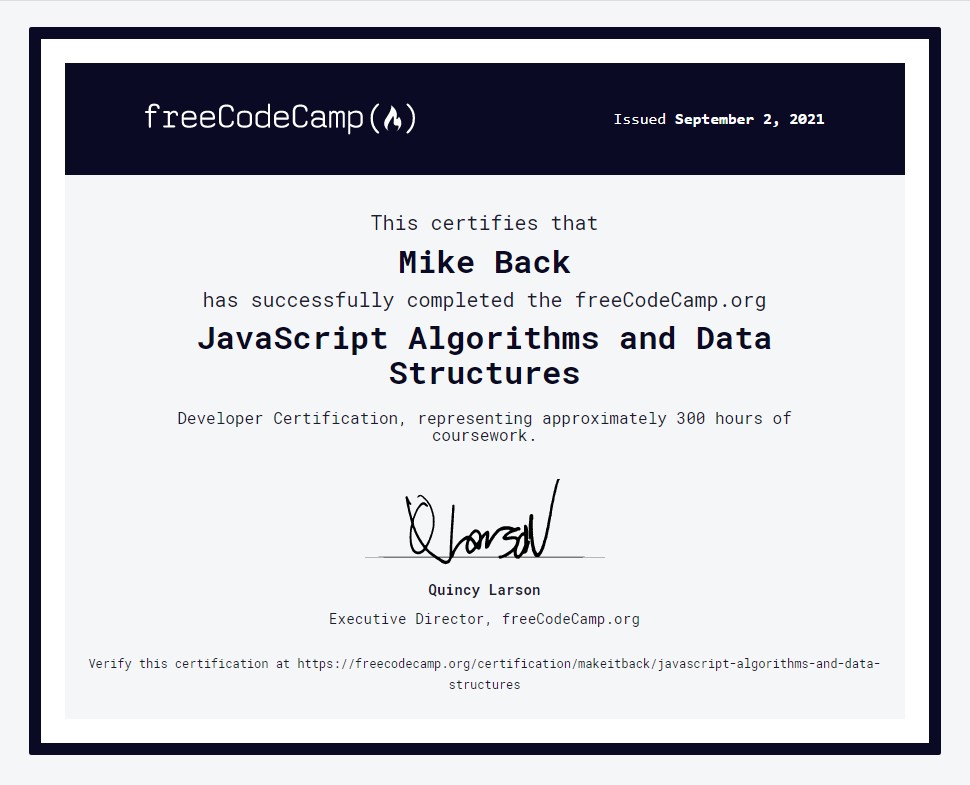 freeCodeCamp(🔥)
Issued September 2, 2021
This certifies that
Mike Back
has successfully completed the freeCodeCamp.org
JavaScript Algorithms and Data
Structures
Developer Certification, representing approximately 300 hours of
coursework.
Q Larson
Quincy Larson
Executive Director, freeCodeCamp.org
Verify this certification at https://freecodecamp.org/certification/makeitback/javascript-algorithms-and-data-
structures